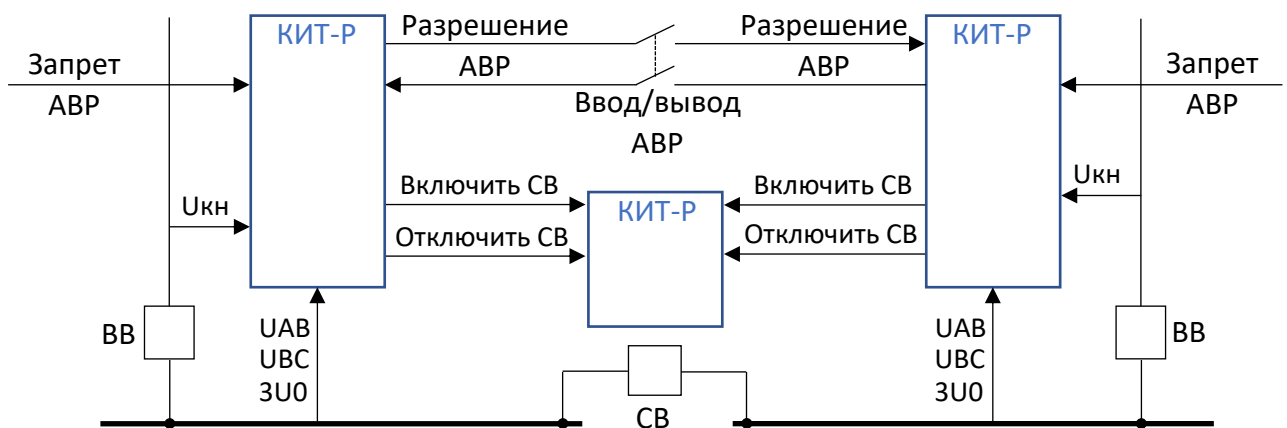 КИТ-Р
Разрешение
Разрешение
КИТ-Р
Запрет
АВР
АВР
Запрет
АВР
Ввод/вывод
АВР
АВР
Включить СВ
Включить СВ
Uкн
Uкн
КИТ-Р
Отключить СВ
Отключить СВ
ВВ
UAB
UBC
3U0
UAB
UBC
3U0
ВВ
СВ